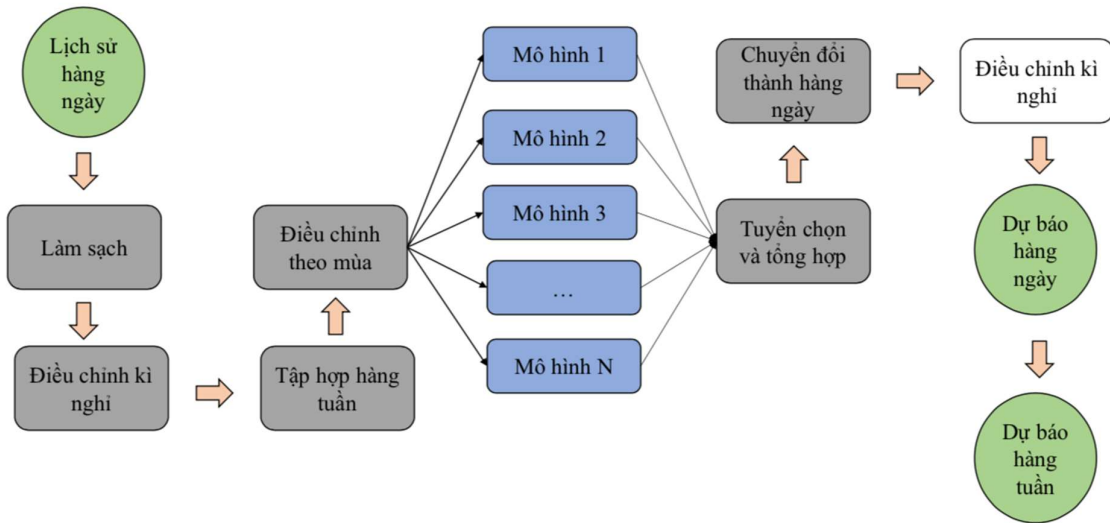 Lịch sử
hàng
ngày
Làm sạch
Điều chỉnh kì
nghỉ
Tập hợp hàng
tuần
Điều chỉnh
theo mùa
Mô hình 1
Mô hình 2
Mô hình 3
…
Mô hình N
Tuyển chọn
và tổng hợp
Chuyển đổi
thành hàng
ngày
Điều chỉnh kì
nghỉ
Dự báo
hàng
ngày
Dự báo
hàng
tuần